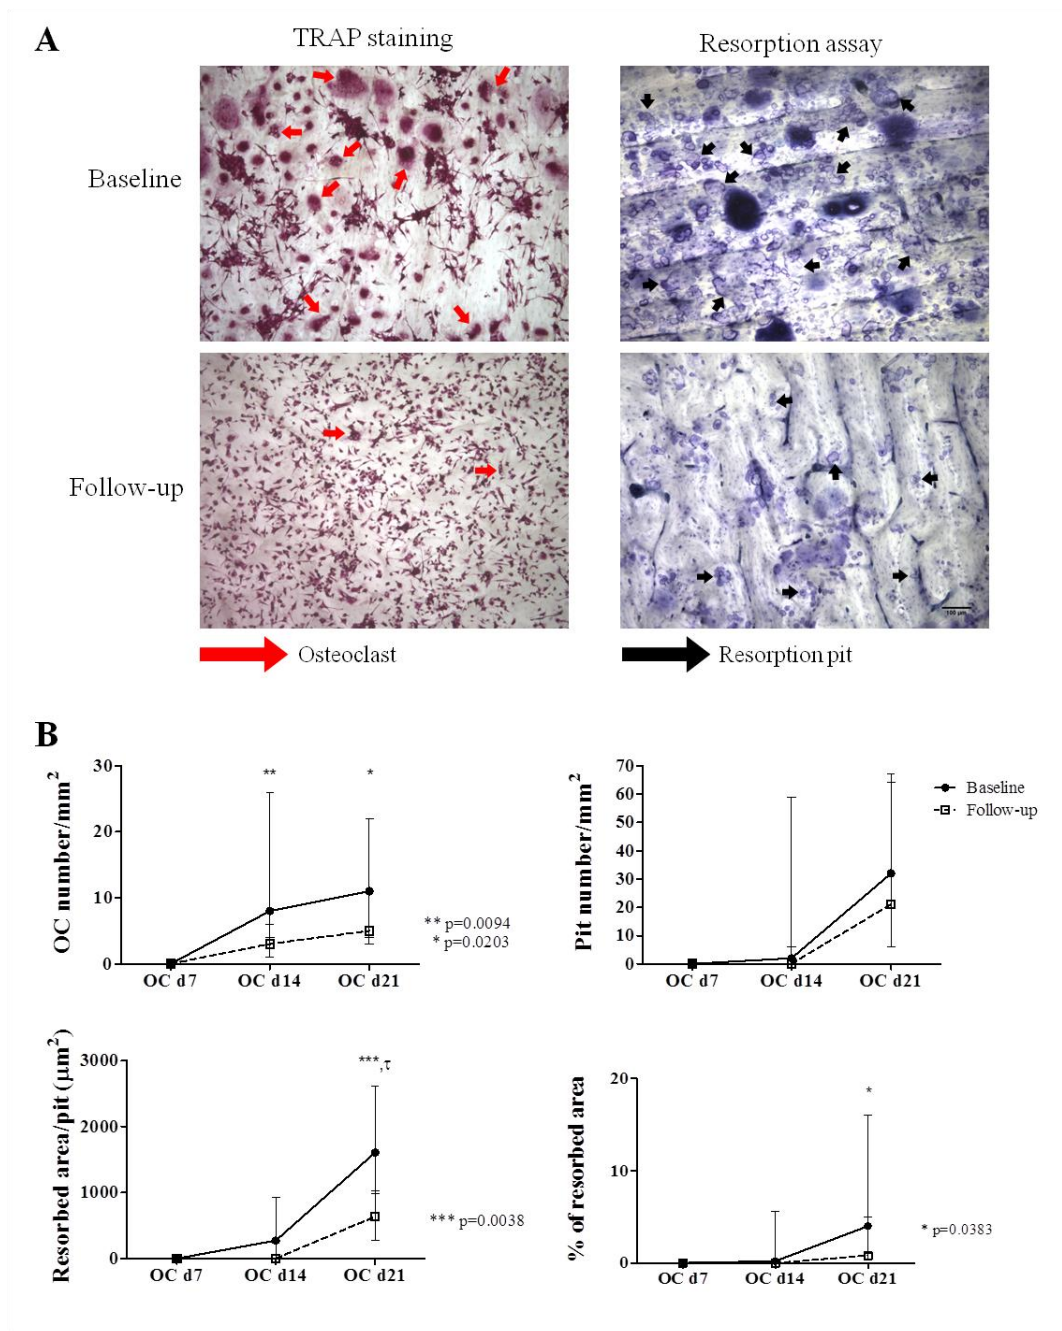 A
TRAP staining
Resorption assay
Baseline
Follow-up
100 µm
Osteoclast
Resorption pit
B
OC number/mm²
30
20
10
0
**
*
OC d7
OC d14
OC d21
** p=0.0094
* p=0.0203
Pit number/mm²
70
60
50
40
30
20
10
0
OC d7
OC d14
OC d21
Baseline
Follow-up
Resorbed area/pit (µm²)
3000
2000
1000
0
***,τ
OC d7
OC d14
OC d21
*** p=0.0038
% of resorbed area
20
10
0
*
OC d7
OC d14
OC d21
* p=0.0383